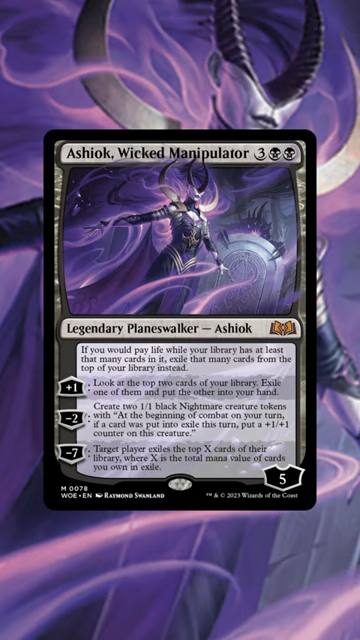 Ashiok, Wicked Manipulator 3
Legendary Planeswalker — Ashiok
If you would pay life while your library has at least
that many cards in it, exile that many cards from the
top of your library instead.
+1: Look at the top two cards of your library. Exile
one of them and put the other into your hand.
−2: Create two 1/1 black Nightmare creature tokens
with “At the beginning of combat on your turn,
if a card was put into exile this turn, put a +1/+1
counter on this creature.”
−7: Target player exiles the top X cards of their
library, where X is the total mana value of cards
you own in exile.
5
M 0078
WOE • EN Raymond Swanland ™ & © 2023 Wizards of the Coast